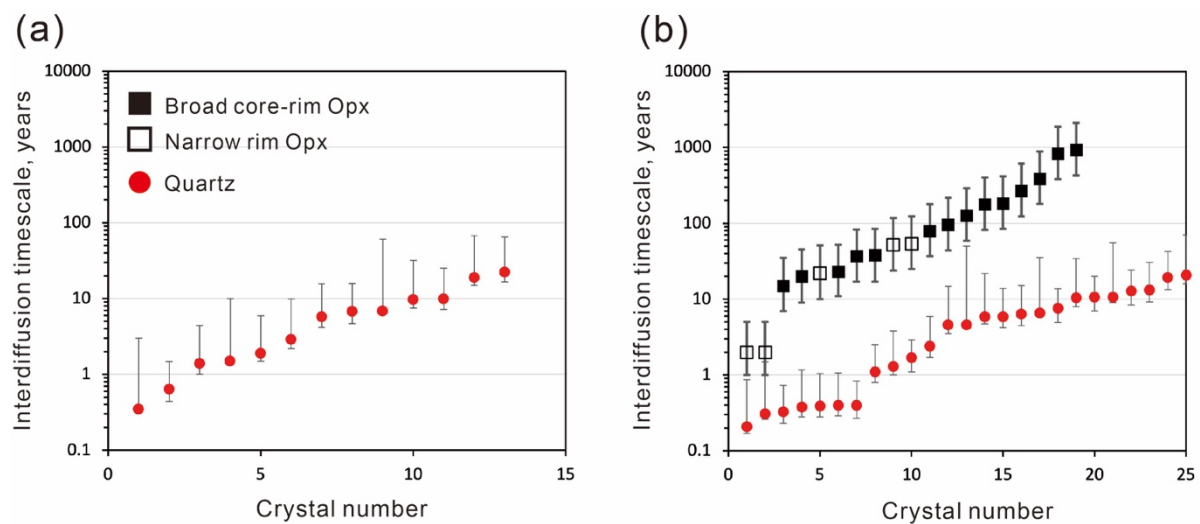 (a)
Interdiffusion timescale, years
10000
1000
100
10
1
0.1
Broad core-rim Opx
Narrow rim Opx
Quartz
0
5
10
15
Crystal number
(b)
Interdiffusion timescale, years
10000
1000
100
10
1
0.1
0
5
10
15
20
25
Crystal number